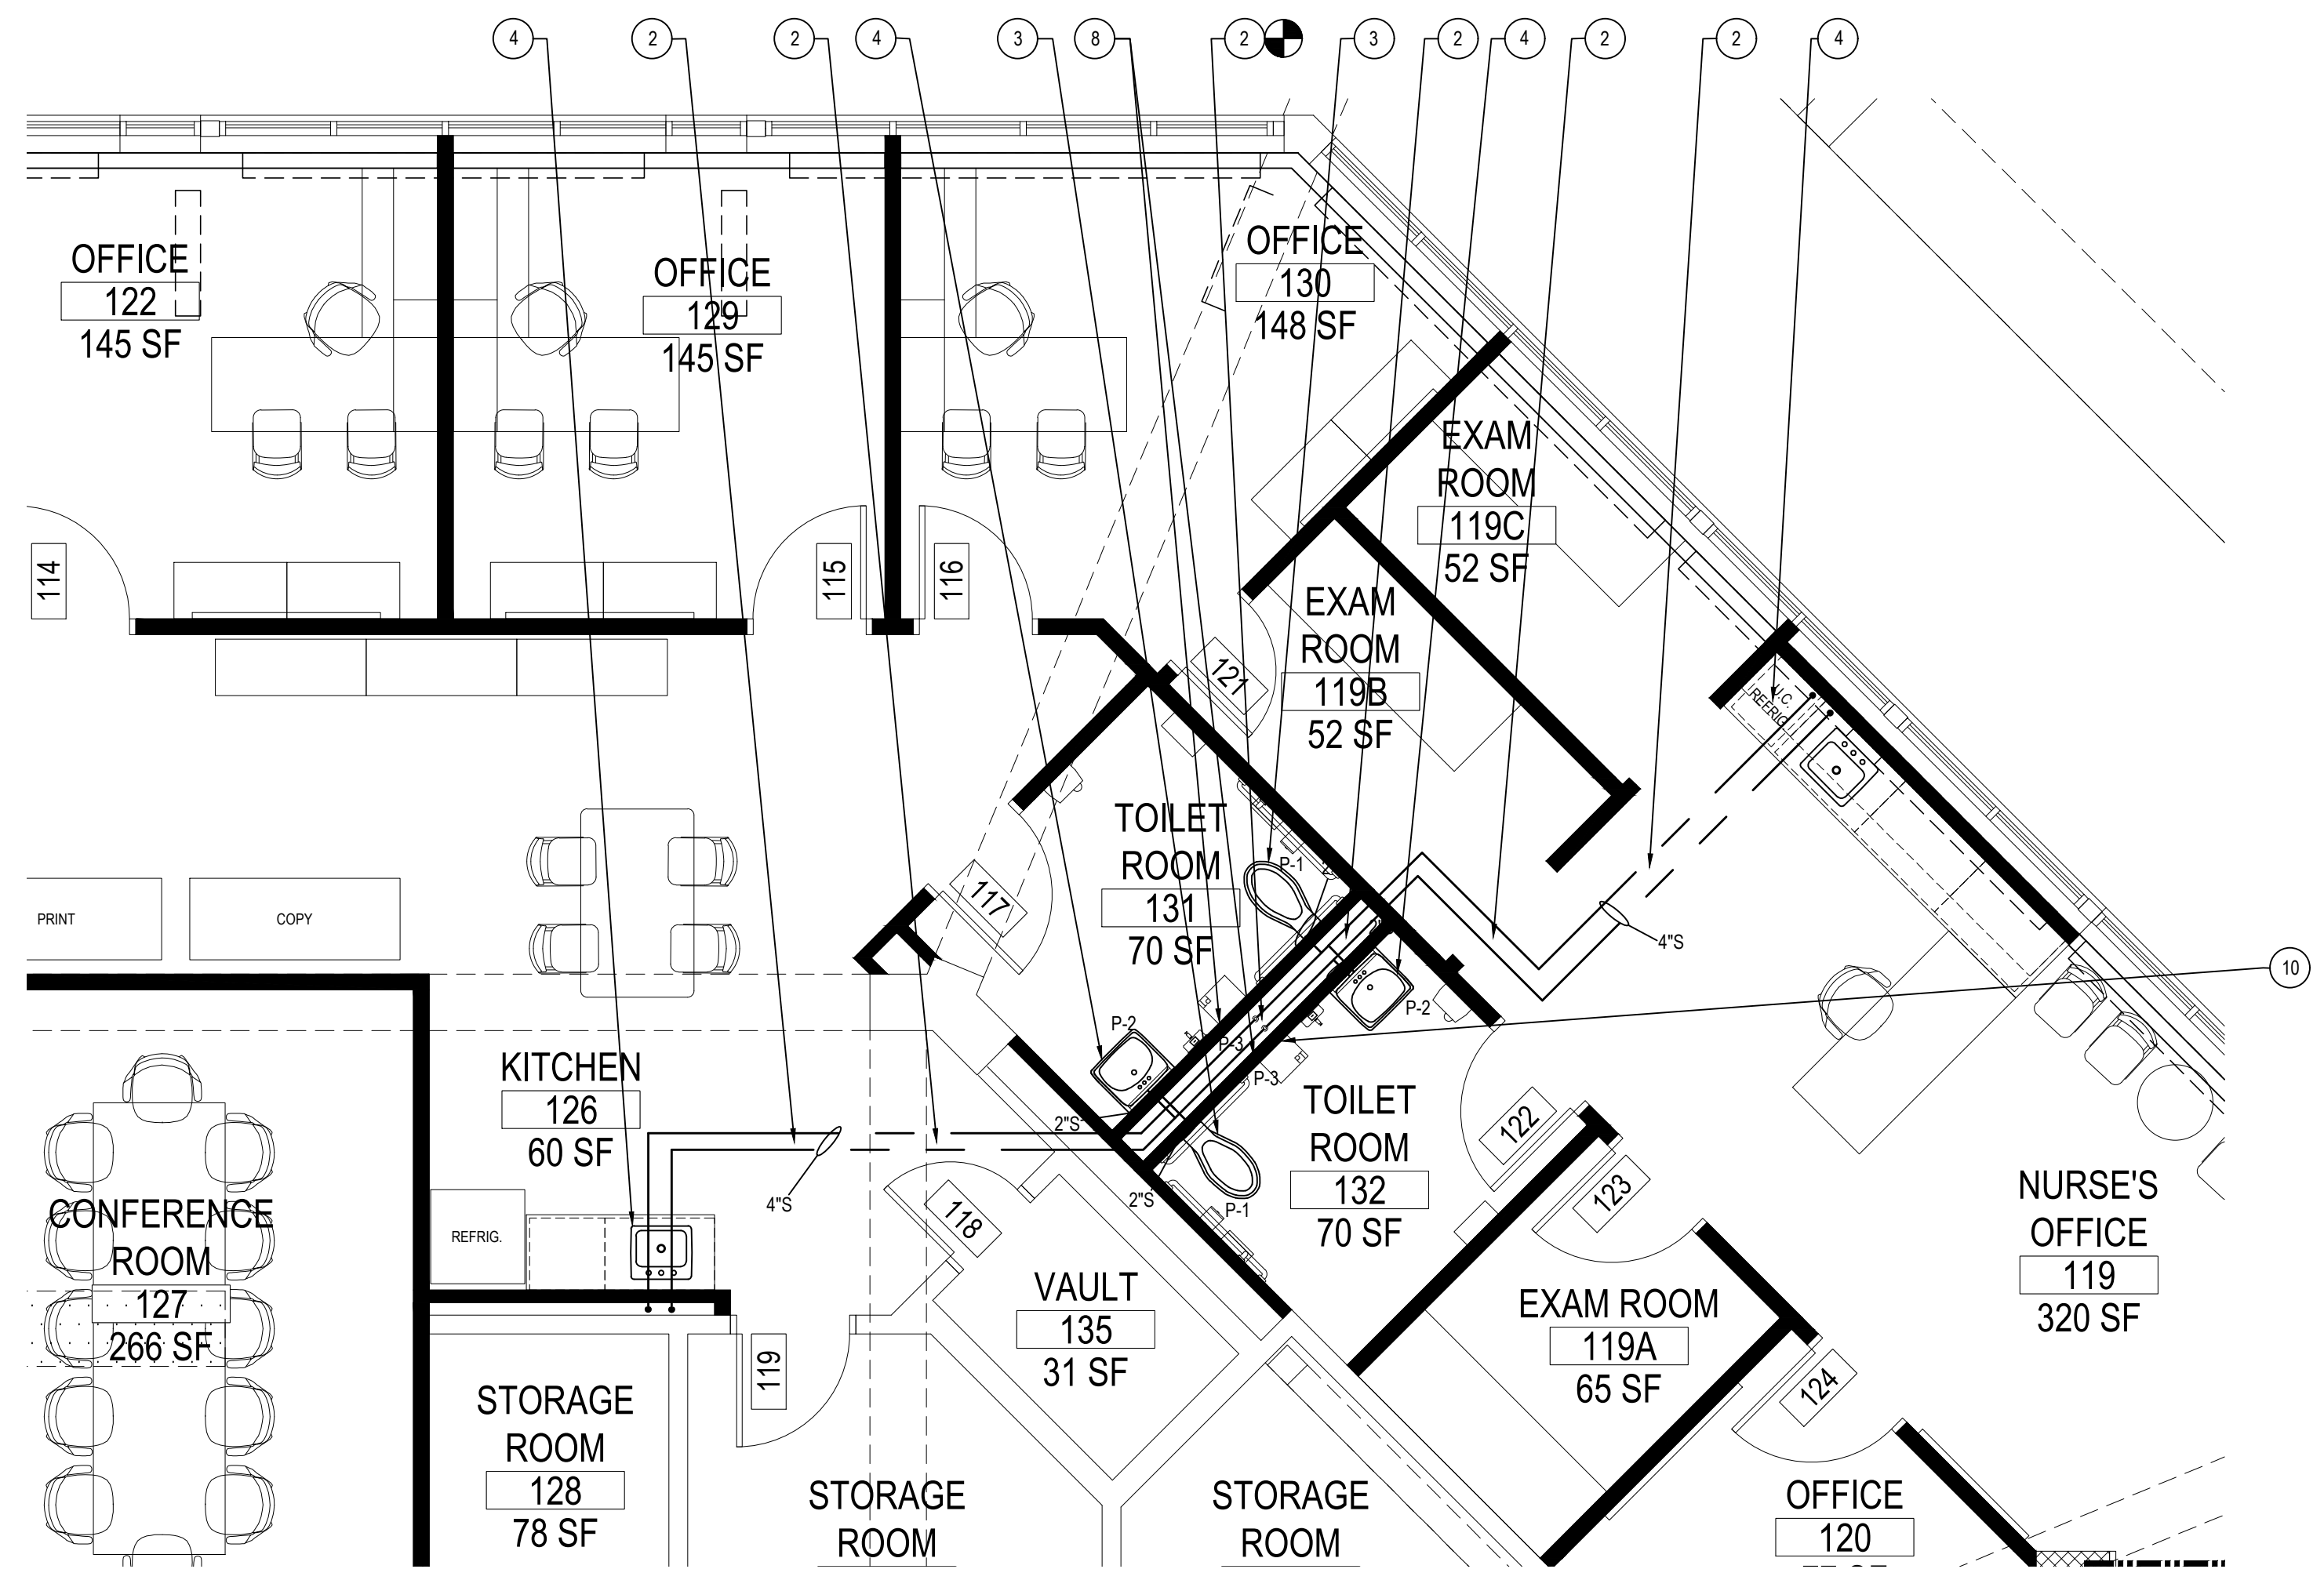 4
2
2
4
3
8
2
3
2
4
2
2
4
OFFICE
122
145 SF
OFFICE
129
145 SF
OFFICE
130
148 SF
EXAM
ROOM
119C
52 SF
EXAM
ROOM
119B
52 SF
114
115
116
121
U.C.
REFRIG.
TOILET
ROOM
131
70 SF
P-1
117
PRINT
COPY
4"S
10
P-2
P-2
P-3
P-3
2"S
2"S
P-1
KITCHEN
126
60 SF
4"S
REFRIG.
CONFERENCE
ROOM
127
266 SF
TOILET
ROOM
132
70 SF
122
123
118
VAULT
135
31 SF
119
EXAM ROOM
119A
65 SF
124
NURSE'S
OFFICE
119
320 SF
STORAGE
ROOM
128
78 SF
STORAGE
ROOM
STORAGE
ROOM
OFFICE
120